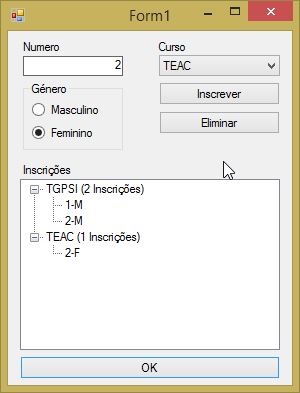 Form1
Numero
Curso
2
TEAC
Género
Masculino
Feminino
Inscrever
Eliminar
Inscrições
TGPSI (2 Inscrições)
1-M
2-M
TEAC (1 Inscrições)
2-F
OK